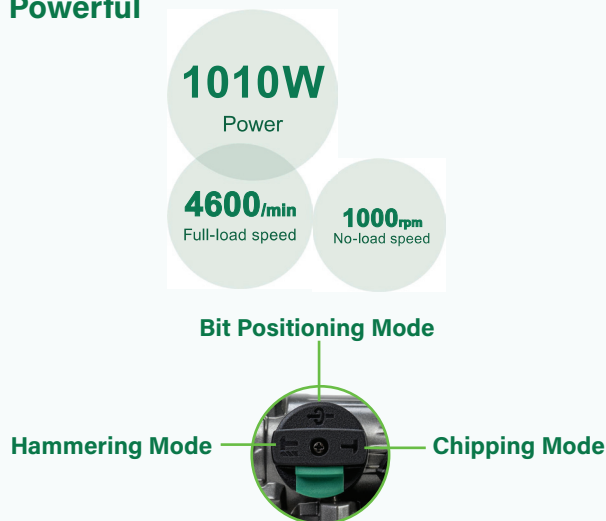 Powerful
1010W
Power
4600/min
Full-load speed
1000rpm
No-load speed
Bit Positioning Mode
Hammering Mode
Chipping Mode